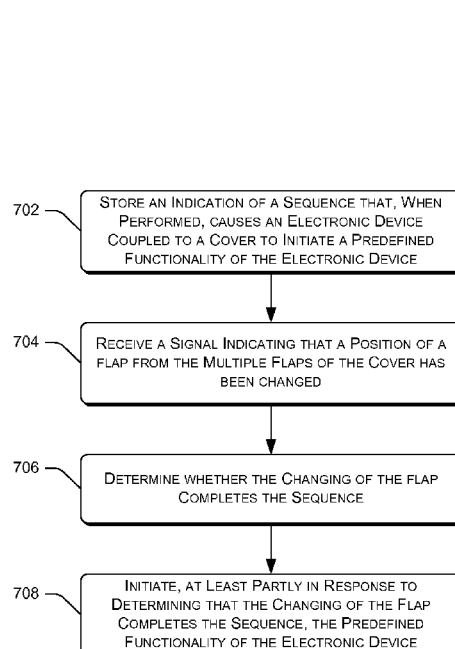 702
STORE AN INDICATION OF A SEQUENCE THAT, WHEN
PERFORMED, CAUSES AN ELECTRONIC DEVICE
COUPLED TO A COVER TO INITIATE A PREDEFINED
FUNCTIONALITY OF THE ELECTRONIC DEVICE
704
RECEIVE A SIGNAL INDICATING THAT A POSITION OF A
FLAP FROM THE MULTIPLE FLAPS OF THE COVER HAS
BEEN CHANGED
706
DETERMINE WHETHER THE CHANGING OF THE FLAP
COMPLETES THE SEQUENCE
708
INITIATE, AT LEAST PARTLY IN RESPONSE TO
DETERMINING THAT THE CHANGING OF THE FLAP
COMPLETES THE SEQUENCE, THE PREDEFINED
FUNCTIONALITY OF THE ELECTRONIC DEVICE